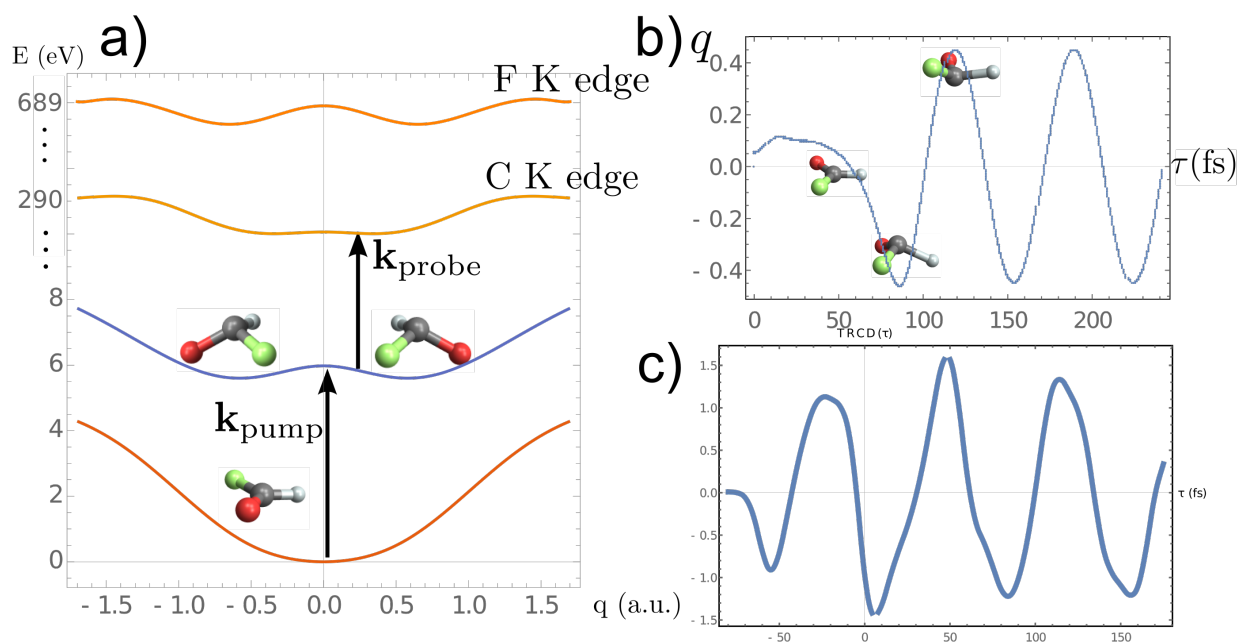 a)
E (eV)
F K edge
689
C K edge
290
k_probe
8
6
k_pump
4
2
0
- 1.5 - 1.0 - 0.5 0.0 0.5 1.0 1.5 q (a.u.)
b) q
0.4
0.2
0.0 τ(fs)
- 0.2
- 0.4
0 50 100 150 200
TRCD(τ)
c)
1.5
1.0
0.5
0.0 τ (fs)
- 0.5
- 1.0
- 1.5
- 50 0 50 100 150